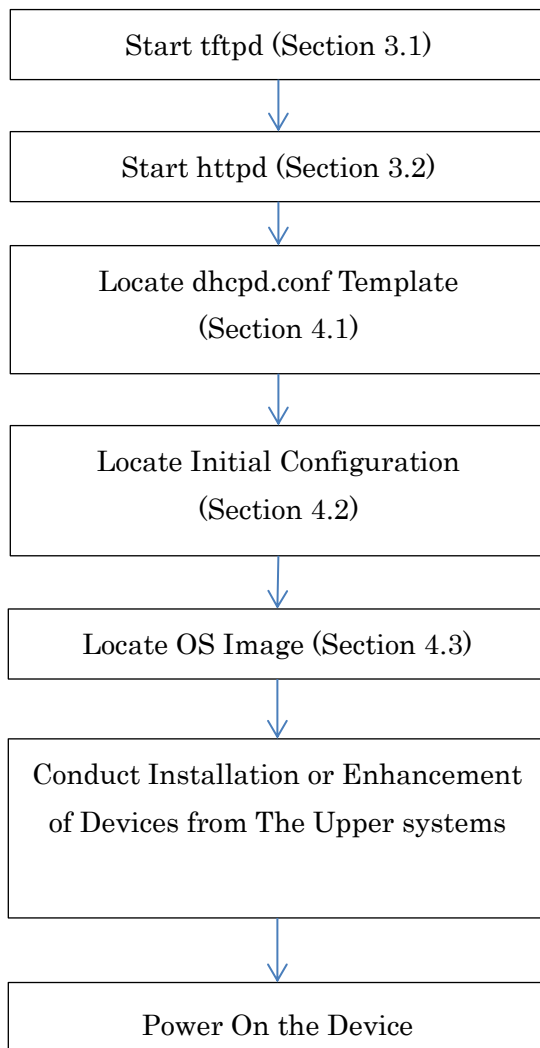 Start tftpd (Section 3.1)
Start httpd (Section 3.2)
Locate dhcpd.conf Template
(Section 4.1)
Locate Initial Configuration
(Section 4.2)
Locate OS Image (Section 4.3)
Conduct Installation or Enhancement
of Devices from The Upper systems
Power On the Device